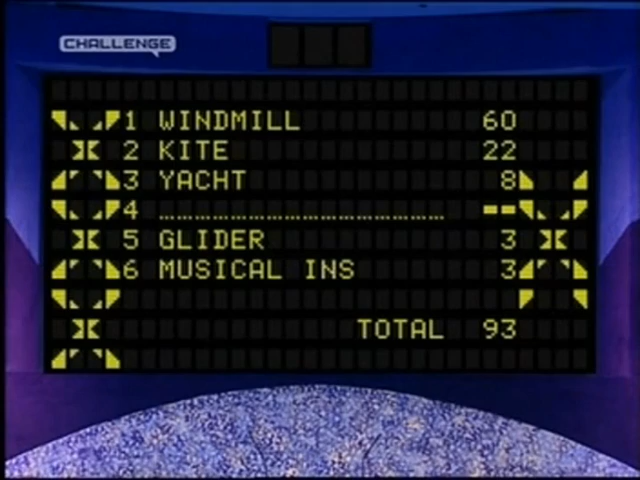 CHALLENGE
1 WINDMILL 60
2 KITE 22
3 YACHT 8
4 ........................ --
5 GLIDER 3
6 MUSICAL INS 3
TOTAL 93